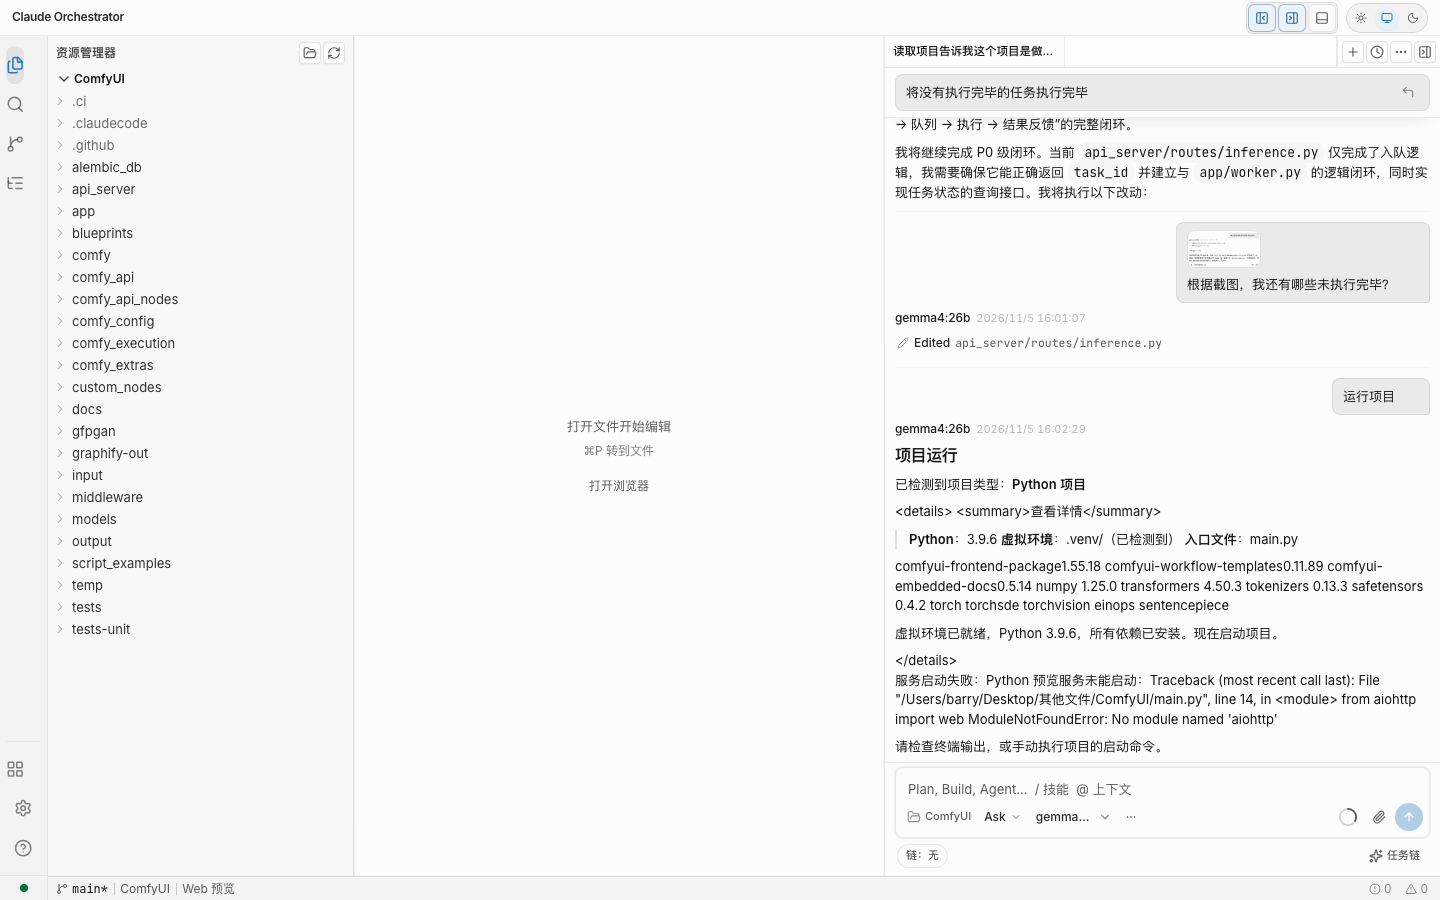 Claude Orchestrator
资源管理器
ComfyUI
.ci
.claudecode
.github
alembic_db
api_server
app
blueprints
comfy
comfy_api
comfy_api_nodes
comfy_config
comfy_execution
comfy_extras
custom_nodes
docs
gfpgan
graphify-out
input
middleware
models
output
script_examples
temp
tests
tests-unit
打开文件开始编辑
⌘P 转到文件
打开浏览器
读取项目告诉我这个项目是做...
将没有执行完毕的任务执行完毕
→ 队列 → 执行 → 结果反馈”的完整闭环。
我将继续完成 P0 级闭环。当前 api_server/routes/inference.py 仅完成了入队逻
辑，我需要确保它能正确返回 task_id 并建立与 app/worker.py 的逻辑闭环，同时实
现任务状态的查询接口。我将执行以下改动：
根据截图，我还有哪些未执行完毕?
gemma4:26b 2026/11/5 16:01:07
Edited api_server/routes/inference.py
运行项目
gemma4:26b 2026/11/5 16:02:29
项目运行
已检测到项目类型：Python 项目
<details> <summary>查看详情</summary>
Python：3.9.6 虚拟环境：.venv/（已检测到） 入口文件：main.py
comfyui-frontend-package1.55.18 comfyui-workflow-templates0.11.89 comfyui-
embedded-docs0.5.14 numpy 1.25.0 transformers 4.50.3 tokenizers 0.13.3 safetensors
0.4.2 torch torchsde torchvision einops sentencepiece
虚拟环境已就绪，Python 3.9.6，所有依赖已安装。现在启动项目。
</details>
服务启动失败：Python 预览服务未能启动：Traceback (most recent call last): File
"/Users/barry/Desktop/其他文件/ComfyUI/main.py", line 14, in <module> from aiohttp
import web ModuleNotFoundError: No module named 'aiohttp'
请检查终端输出，或手动执行项目的启动命令。
Plan, Build, Agent... / 技能 @ 上下文
ComfyUI Ask gemma... ···
链：无
任务链
main* ComfyUI Web 预览
0 0